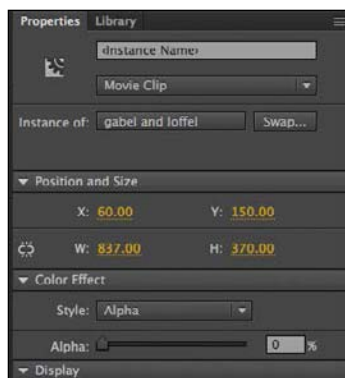 Properties Library
<Instance Name>
Movie Clip
Instance of: gabel and loffel Swap...
Position and Size
X: 60.00 Y: 150.00
W: 837.00 H: 370.00
Color Effect
Style: Alpha
Alpha: 0 %
Display